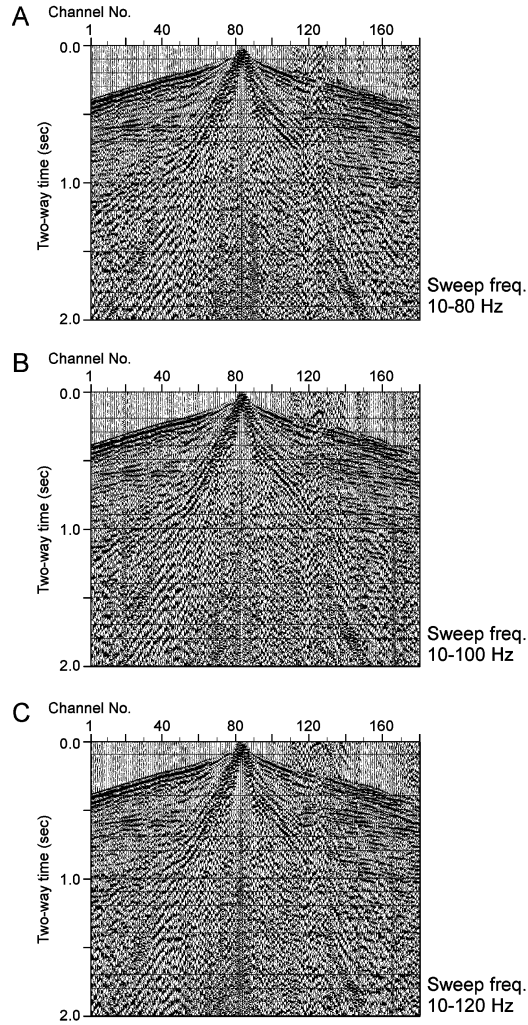 A
Channel No.
1 40 80 120 160
0.0
1.0
2.0
Two-way time (sec)
Sweep freq.
10-80 Hz
B
Channel No.
1 40 80 120 160
0.0
1.0
2.0
Two-way time (sec)
Sweep freq.
10-100 Hz
C
Channel No.
1 40 80 120 160
0.0
1.0
2.0
Two-way time (sec)
Sweep freq.
10-120 Hz